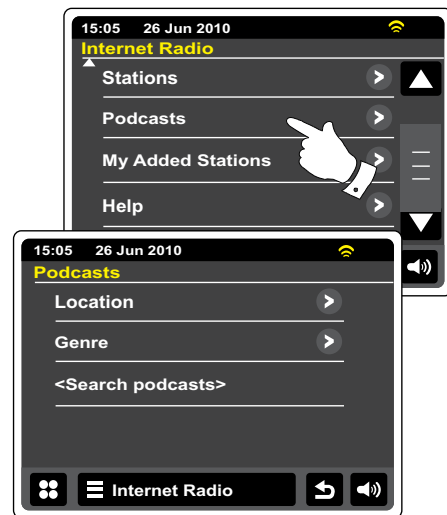 15:05 26 Jun 2010
Internet Radio
Stations
Podcasts
My Added Stations
Help
15:05 26 Jun 2010
Podcasts
Location
Genre
<Search podcasts>
Internet Radio